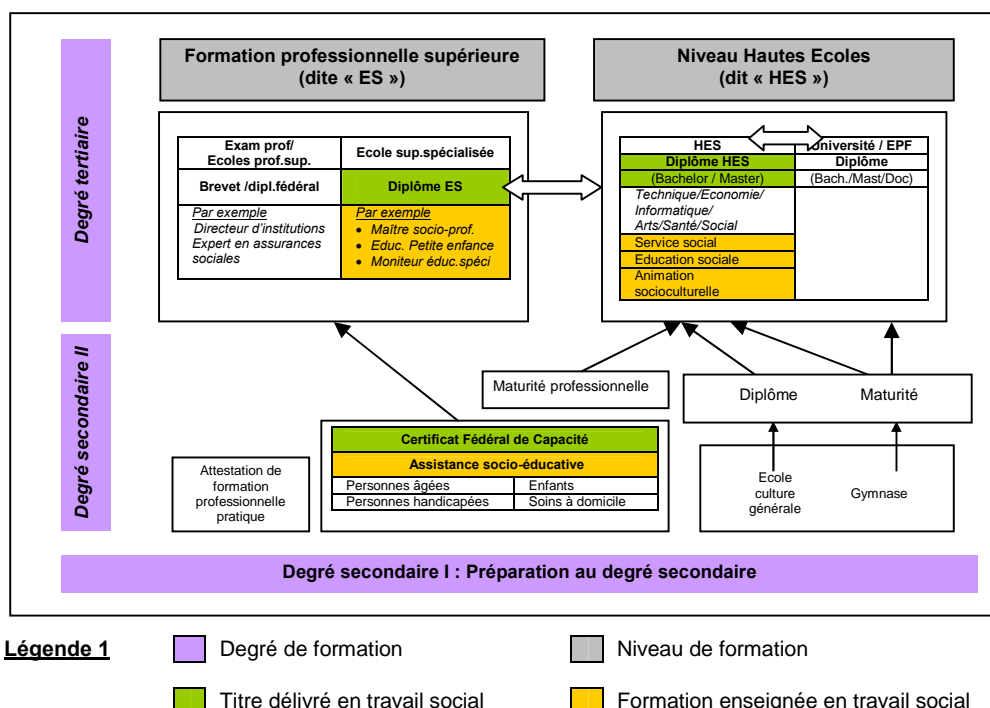 Formation professionnelle supérieure
(dite « ES »)
Niveau Hautes Ecoles
(dit « HES »)
Degré tertiaire
Exam prof/
Ecoles prof.sup.
Ecole sup.spécialisée
Brevet /dipl.fédéral
Diplôme ES
Par exemple
Directeur d'institutions
Expert en assurances
sociales
Par exemple
• Maître socio-prof.
• Educ. Petite enfance
• Moniteur éduc.spéci
HES
Université / EPF
Diplôme HES
Diplôme
(Bachelor / Master)
(Bach./Mast/Doc)
Technique/Economie/
Informatique/
Arts/Santé/Social
Service social
Education sociale
Animation
socioculturelle
Degré secondaire II
Maturité professionnelle
Diplôme
Maturité
Certificat Fédéral de Capacité
Assistance socio-éducative
Personnes âgées
Enfants
Personnes handicapées
Soins à domicile
Attestation de
formation
professionnelle
pratique
Ecole
culture
générale
Gymnase
Degré secondaire I : Préparation au degré secondaire
Légende 1
Degré de formation
Niveau de formation
Titre délivré en travail social
Formation enseignée en travail social